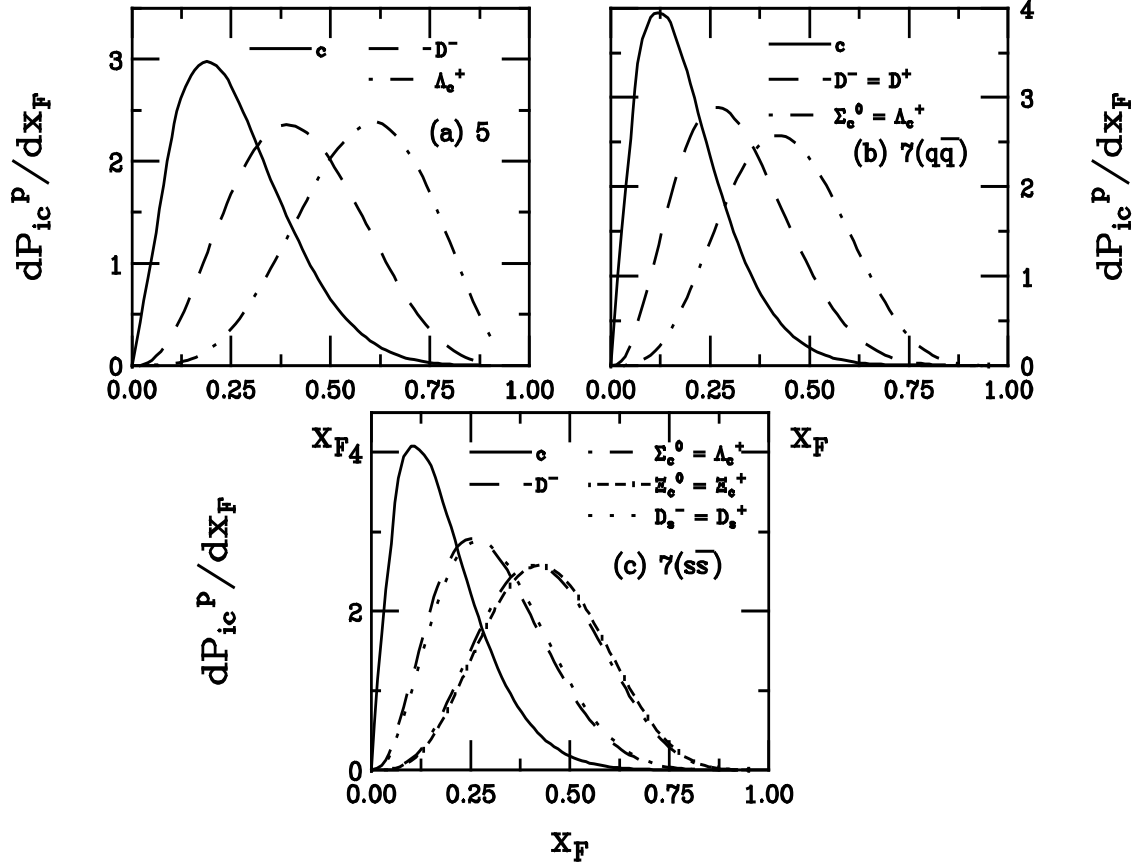 dP_ic^p/dx_F
3
2
1
0
0.00 0.25 0.50 0.75 1.00
c -D^-
Λ_c^+
(a) 5
x_F
c
-D^- = D^+
Σ_c^0 = Λ_c^+
(b) 7(qq̅)
4
3
2
1
0
0.00 0.25 0.50 0.75 1.00
dP_ic^p/dx_F
x_F
dP_ic^p/dx_F
4
2
0
c Σ_c^0 = Λ_c^+
-D^- Ξ_c^0 = Ξ_c^+
D_s^- = D_s^+
(c) 7(ss̅)
0.00 0.25 0.50 0.75 1.00
x_F